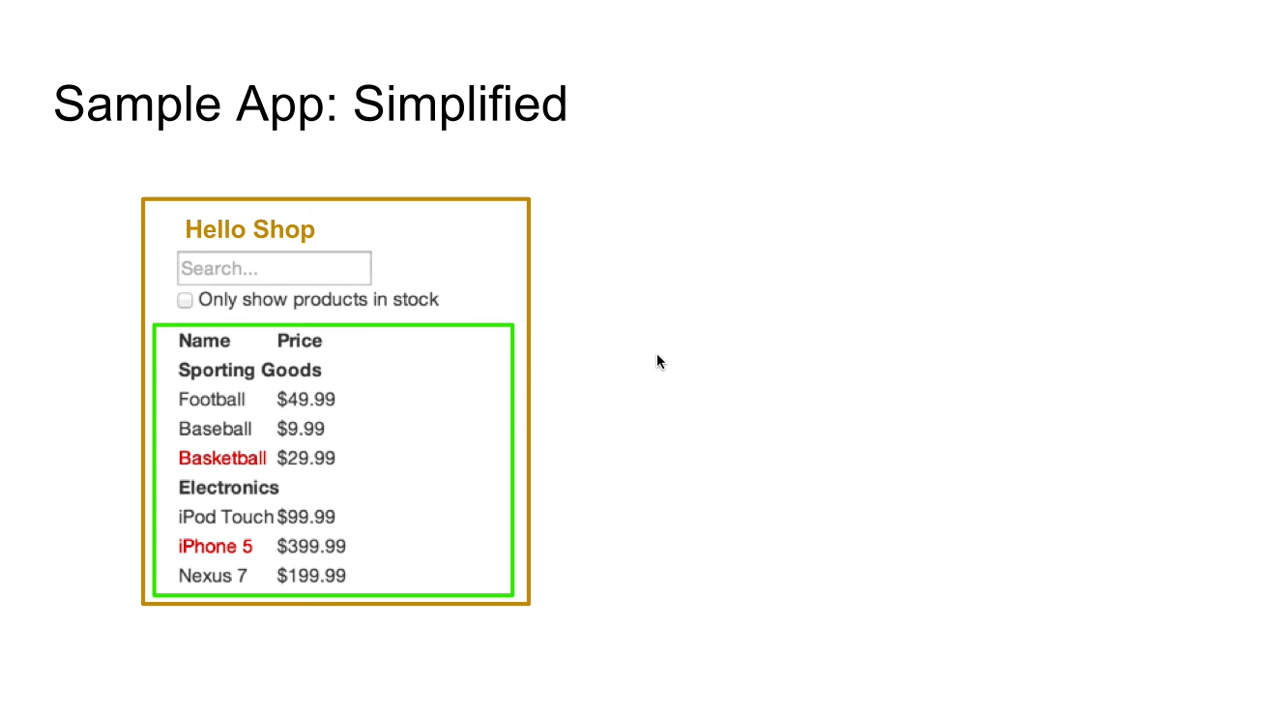 Sample App: Simplified
Hello Shop
Search...
Only show products in stock
Name Price
Sporting Goods
Football $49.99
Baseball $9.99
Basketball $29.99
Electronics
iPod Touch $99.99
iPhone 5 $399.99
Nexus 7 $199.99